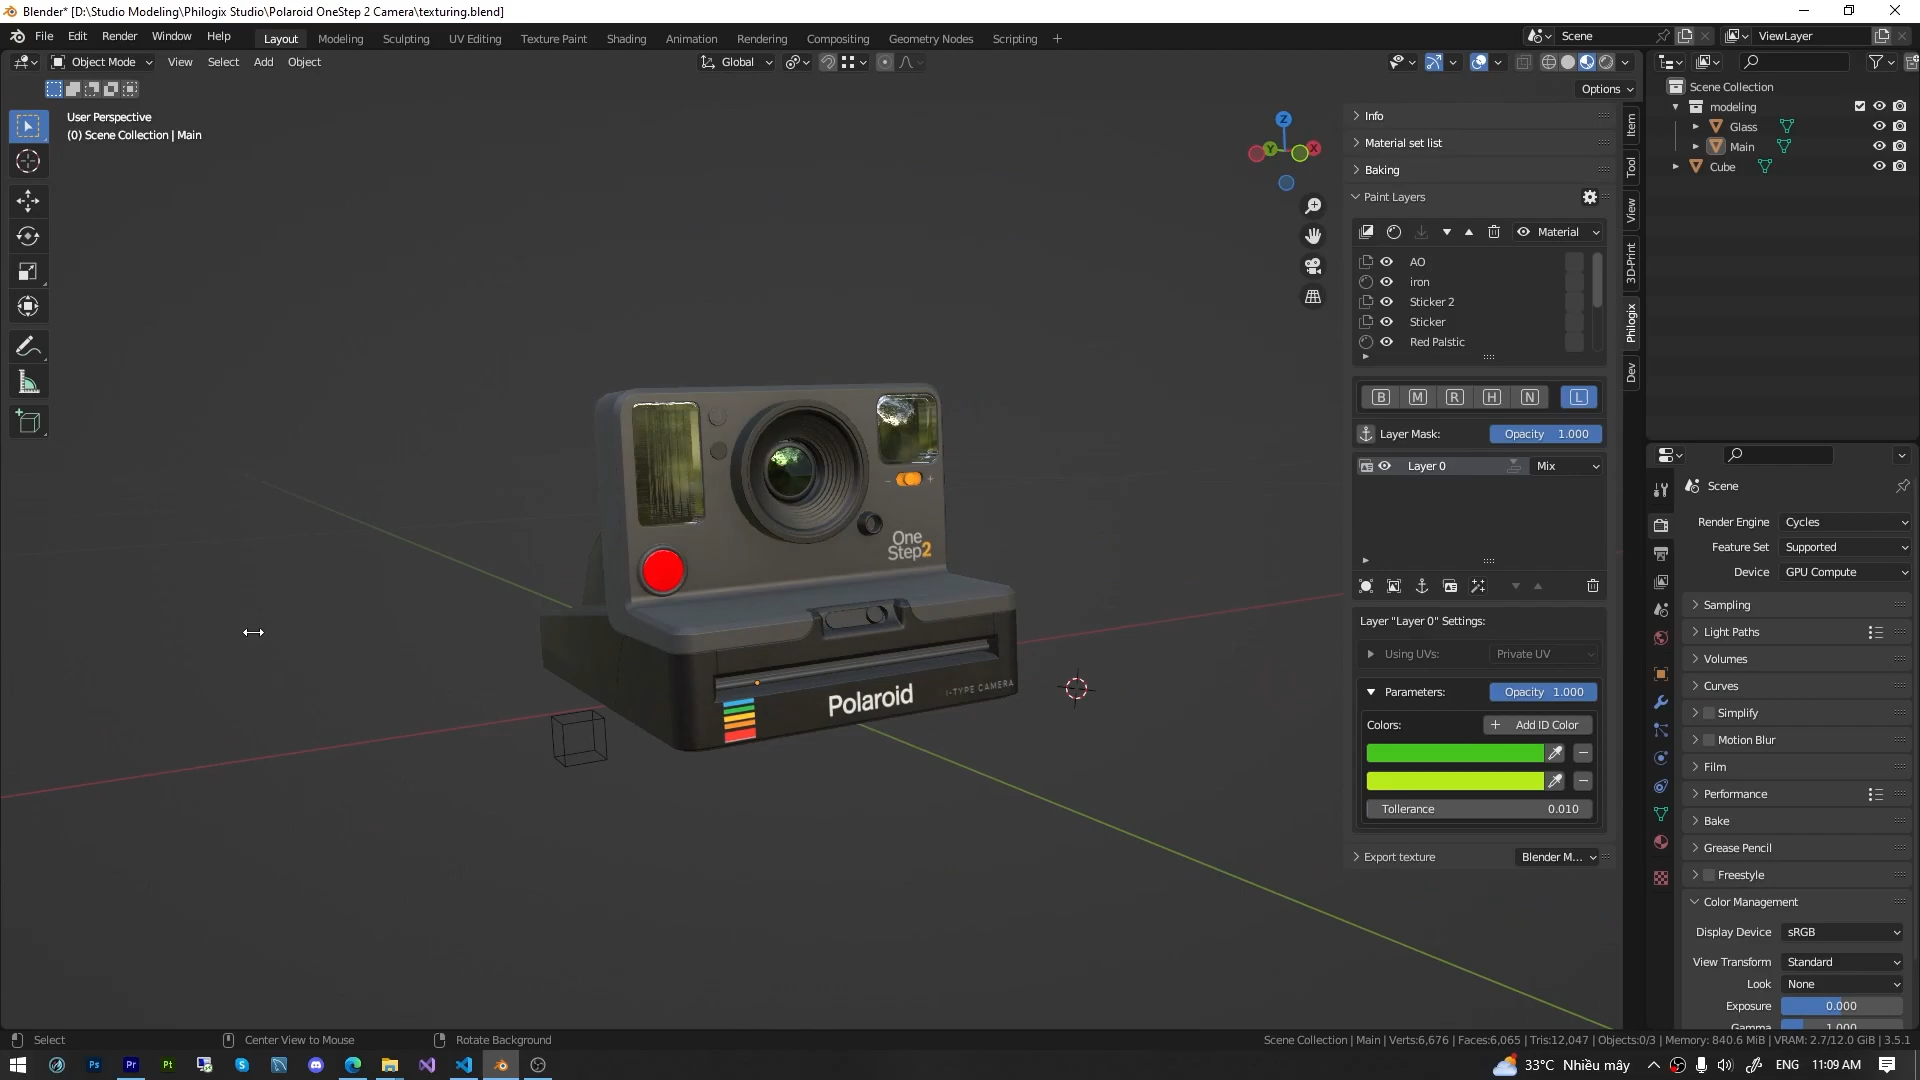 Blender* [D:\Studio Modeling\Philogix Studio\Polaroid OneStep 2 Camera\texturing.blend]
File Edit Render Window Help Layout Modeling Sculpting UV Editing Texture Paint Shading Animation Rendering Compositing Geometry Nodes Scripting +
Scene ViewLayer
Object Mode View Select Add Object Global
Options
User Perspective
(0) Scene Collection | Main
Z
Y
X
Info
Material set list
Baking
Paint Layers
Material
AO
iron
Sticker 2
Sticker
Red Palstic
B M R H N L
Layer Mask: Opacity 1.000
Layer 0 Mix
Layer "Layer 0" Settings:
Using UVs: Private UV
Parameters: Opacity 1.000
Colors: + Add ID Color
Tollerance 0.010
Export texture Blender M...
Item
Tool
View
3D-Print
Philogix
Dev
Scene Collection
modeling
Glass
Main
Cube
Scene
Render Engine Cycles
Feature Set Supported
Device GPU Compute
Sampling
Light Paths
Volumes
Curves
Simplify
Motion Blur
Film
Performance
Bake
Grease Pencil
Freestyle
Color Management
Display Device sRGB
View Transform Standard
Look None
Exposure 0.000
Gamma 1.000
One
Step2
Polaroid
I-TYPE CAMERA
Select Center View to Mouse Rotate Background
Scene Collection | Main | Verts:6,676 | Faces:6,065 | Tris:12,047 | Objects:0/3 | Memory: 840.6 MiB | VRAM: 2.7/12.0 GiB | 3.5.1
Ps Pr Pt 33°C Nhiều mây ENG 11:09 AM